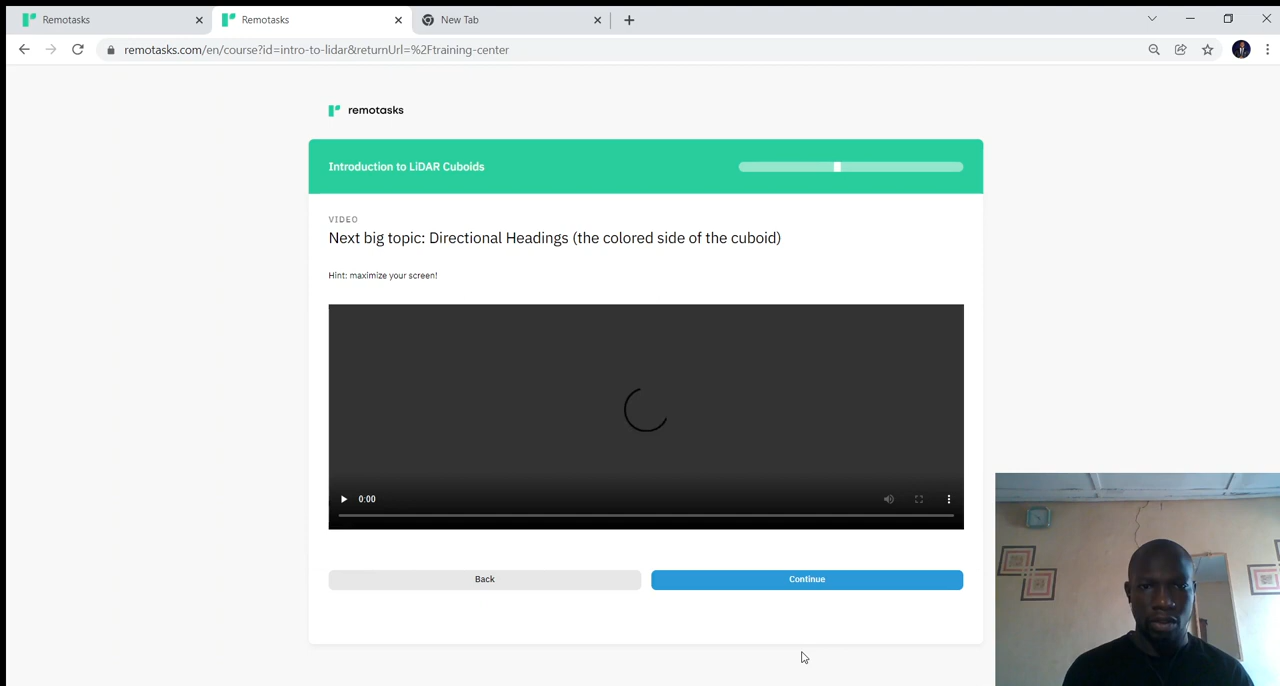 Remotasks
Remotasks
New Tab
remotasks.com/en/course?id=intro-to-lidar&returnUrl=%2Ftraining-center
remotasks
Introduction to LiDAR Cuboids
VIDEO
Next big topic: Directional Headings (the colored side of the cuboid)
Hint: maximize your screen!
0:00
Back
Continue